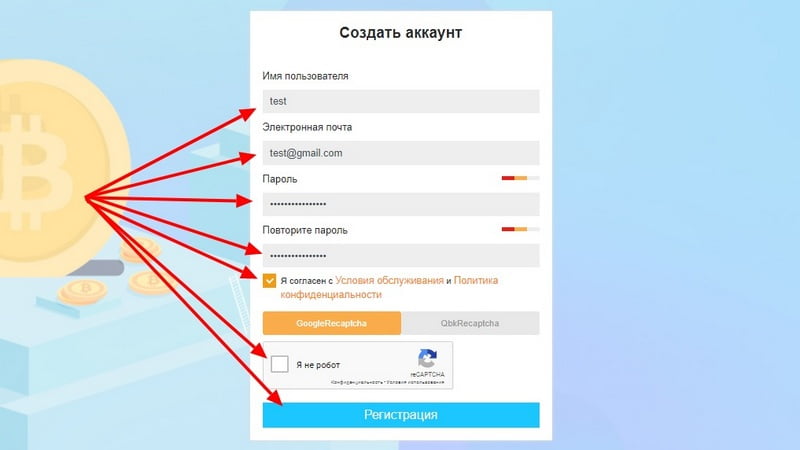 Создать аккаунт
Имя пользователя
test
Электронная почта
test@gmail.com
Пароль
••••••••••••••••
Повторите пароль
••••••••••••••••
Я согласен с Условия обслуживания и Политика
конфиденциальности
GoogleRecaptcha QbkRecaptcha
Я не робот
reCAPTCHA
Конфиденциальность • Условия использования
Регистрация